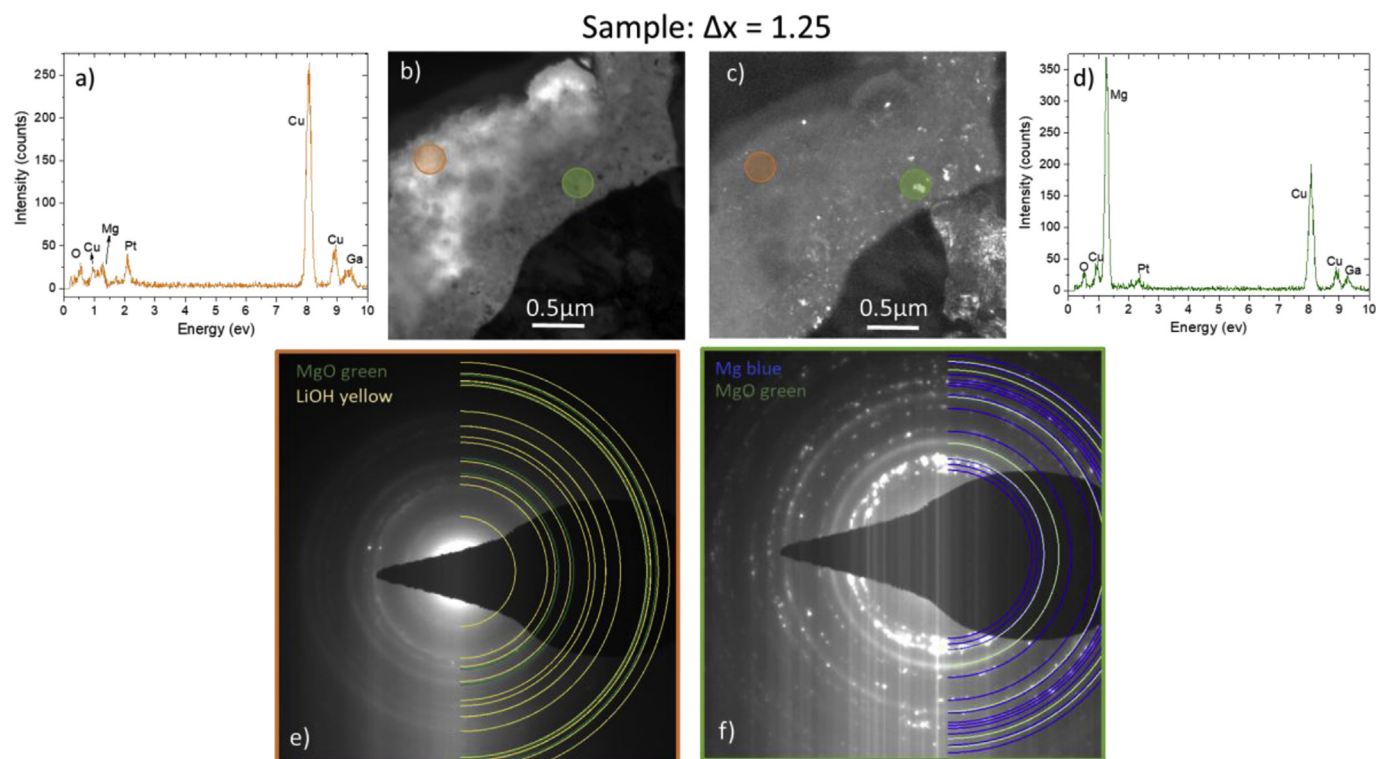 Sample: Δx = 1.25
a)
Intensity (counts)
250
200
150
100
50
0
0 1 2 3 4 5 6 7 8 9 10
Energy (ev)
O
Cu
Mg
Pt
Cu
Cu
Ga
b)
0.5μm
c)
0.5μm
d)
Intensity (counts)
350
300
250
200
150
100
50
0
0 1 2 3 4 5 6 7 8 9 10
Energy (ev)
Mg
O
Cu
Pt
Cu
Cu
Ga
MgO green
LiOH yellow
e)
Mg blue
MgO green
f)